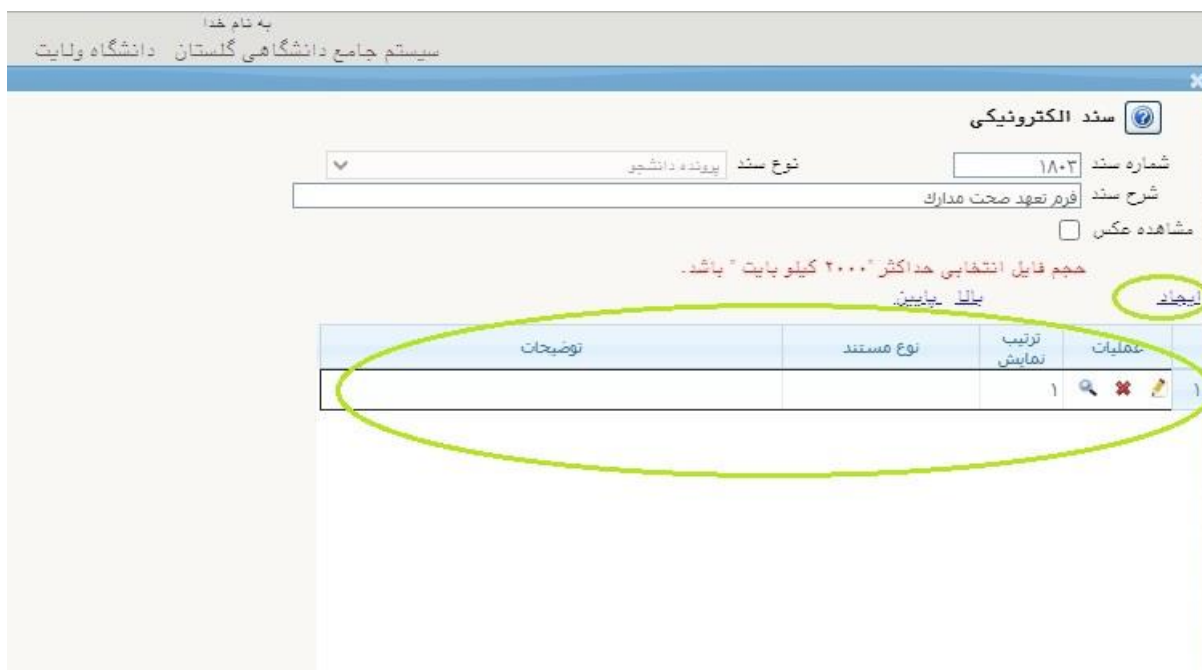 به نام خدا
سیستم جامع دانشگاهی گلستان دانشگاه ولایت
سند الکترونیکی
شماره سند ۱۸۰۳ نوع سند پرونده دانشجو
شرح سند فرم تعهد صحت مدارك
مشاهده عکس
حجم فایل انتخابی حداکثر "۲۰۰۰ کیلو بایت " باشد.
ایجاد بالا پایین
عملیات ترتیب نمایش نوع مستند توضیحات
۱ ۱